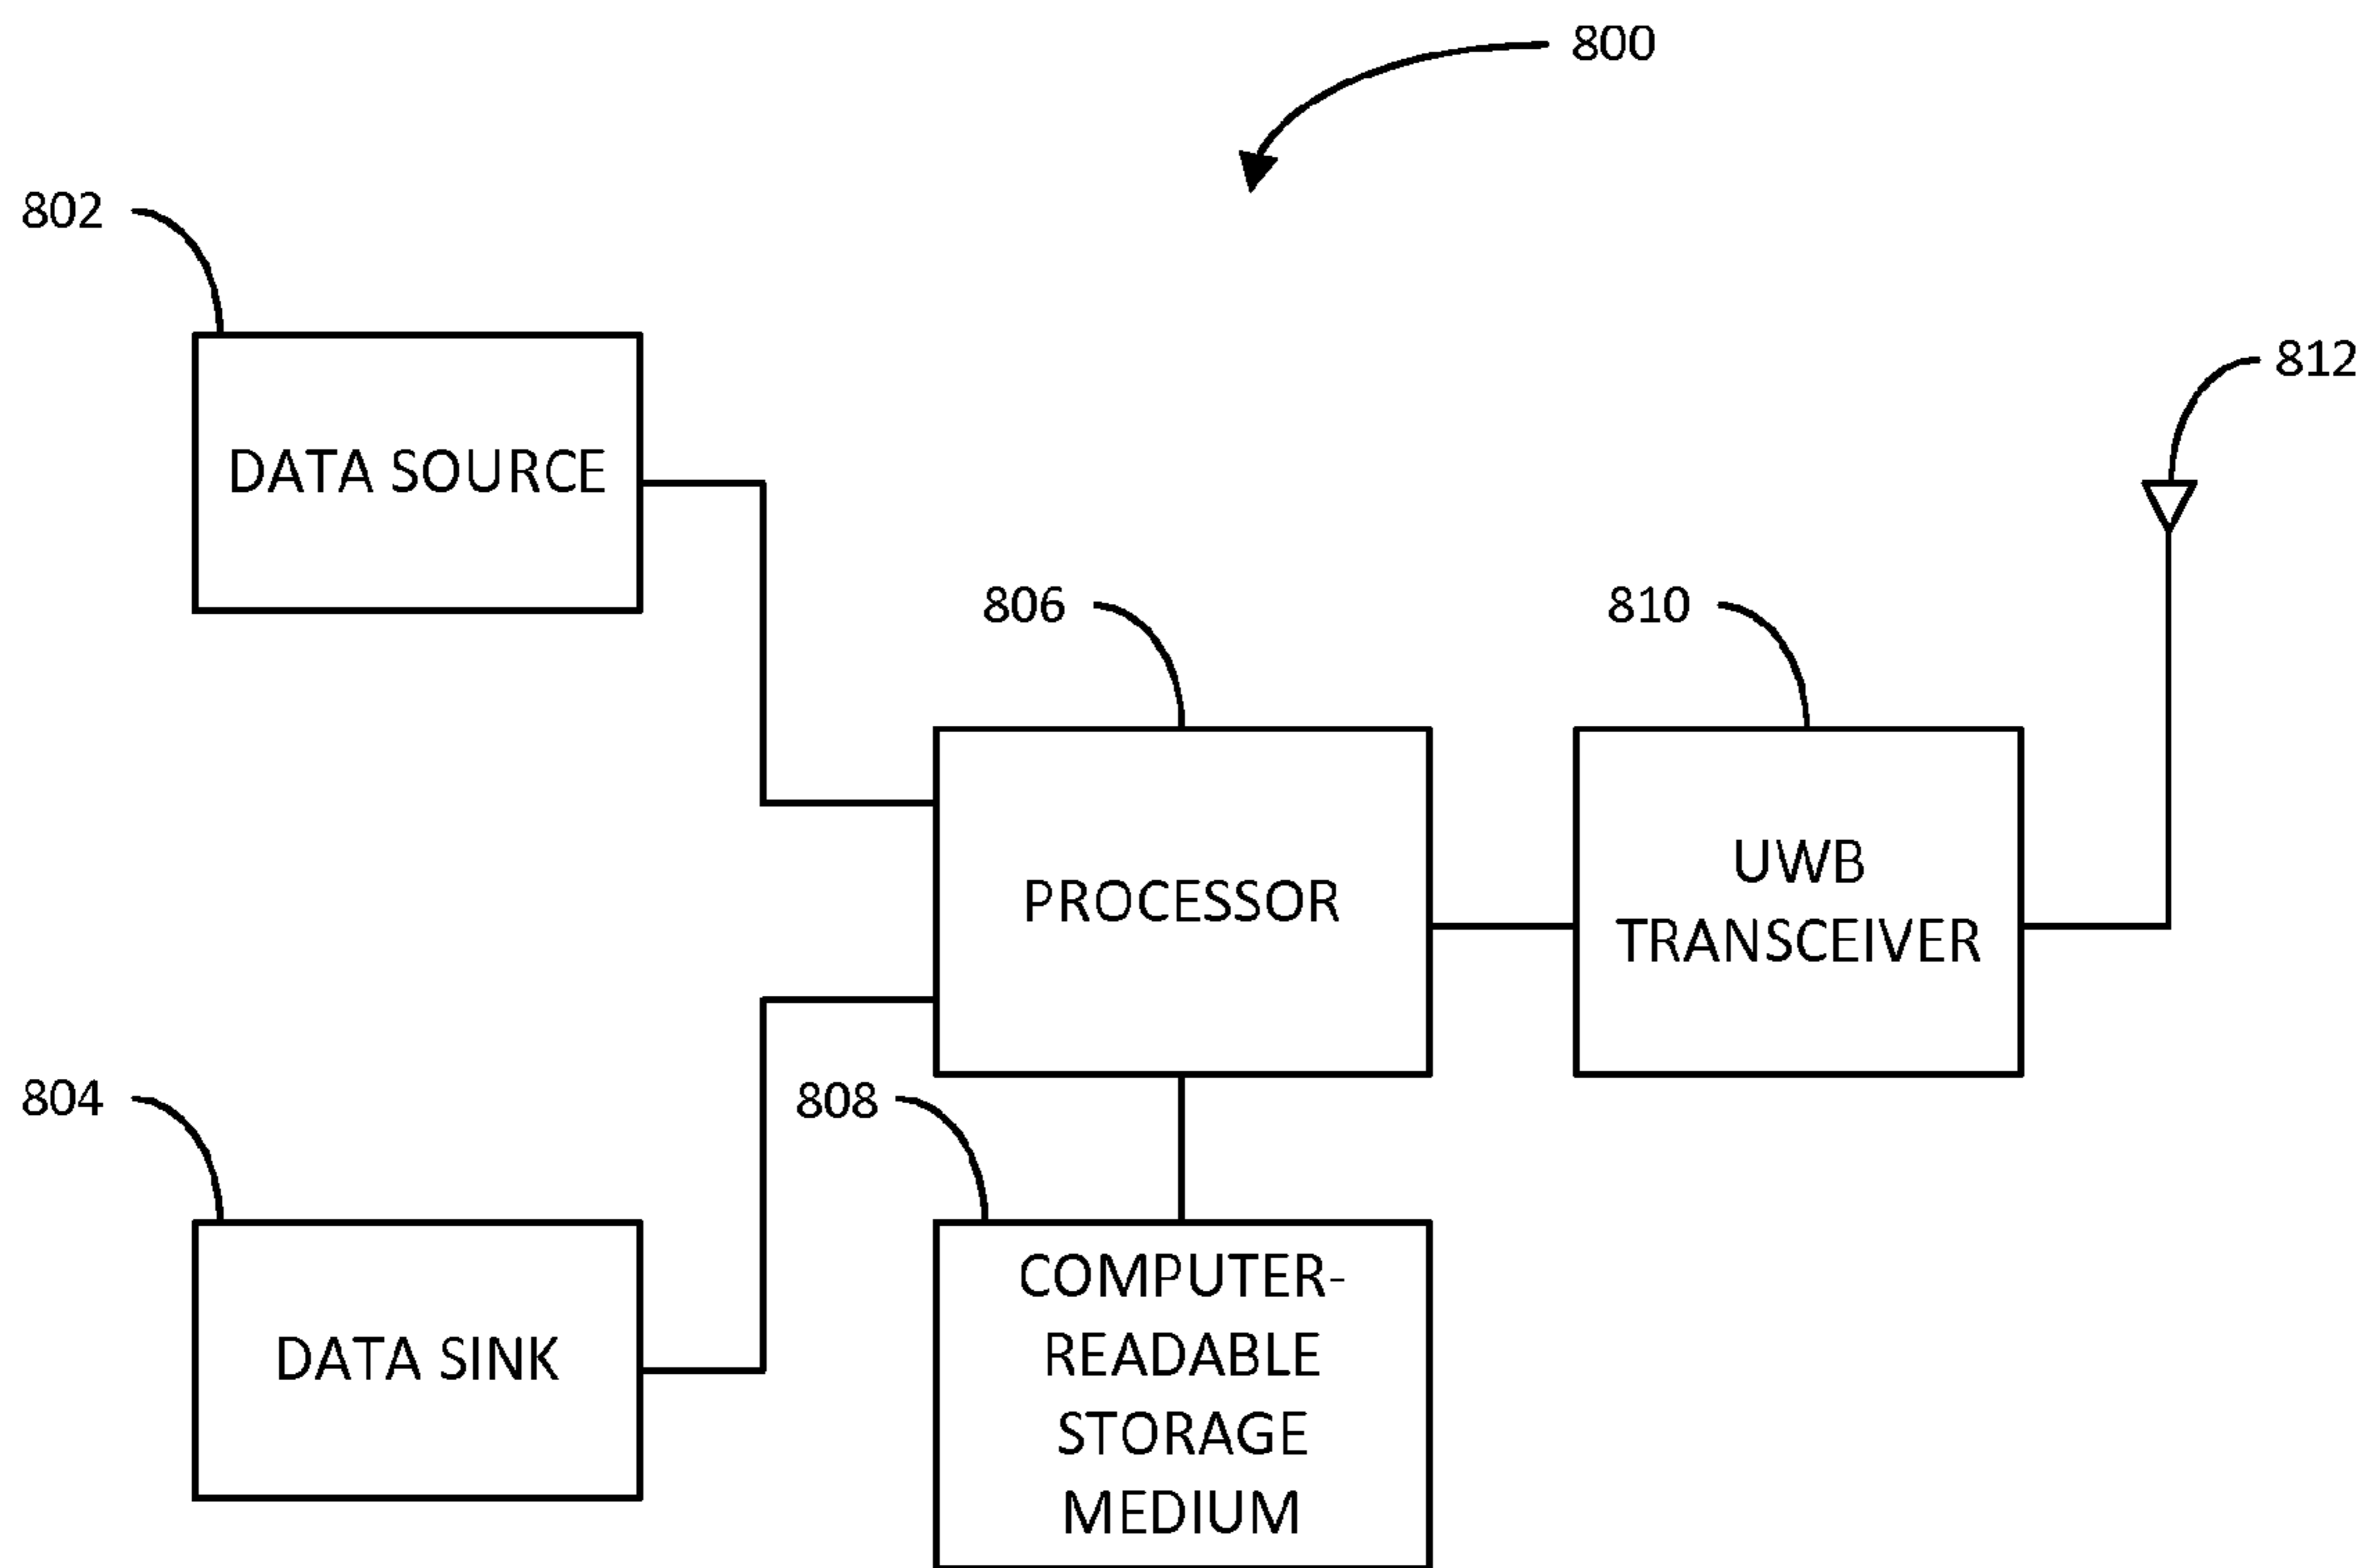 800
802
812
DATA SOURCE
806
810
PROCESSOR
UWB
TRANSCEIVER
804
808
DATA SINK
COMPUTER-
READABLE
STORAGE
MEDIUM